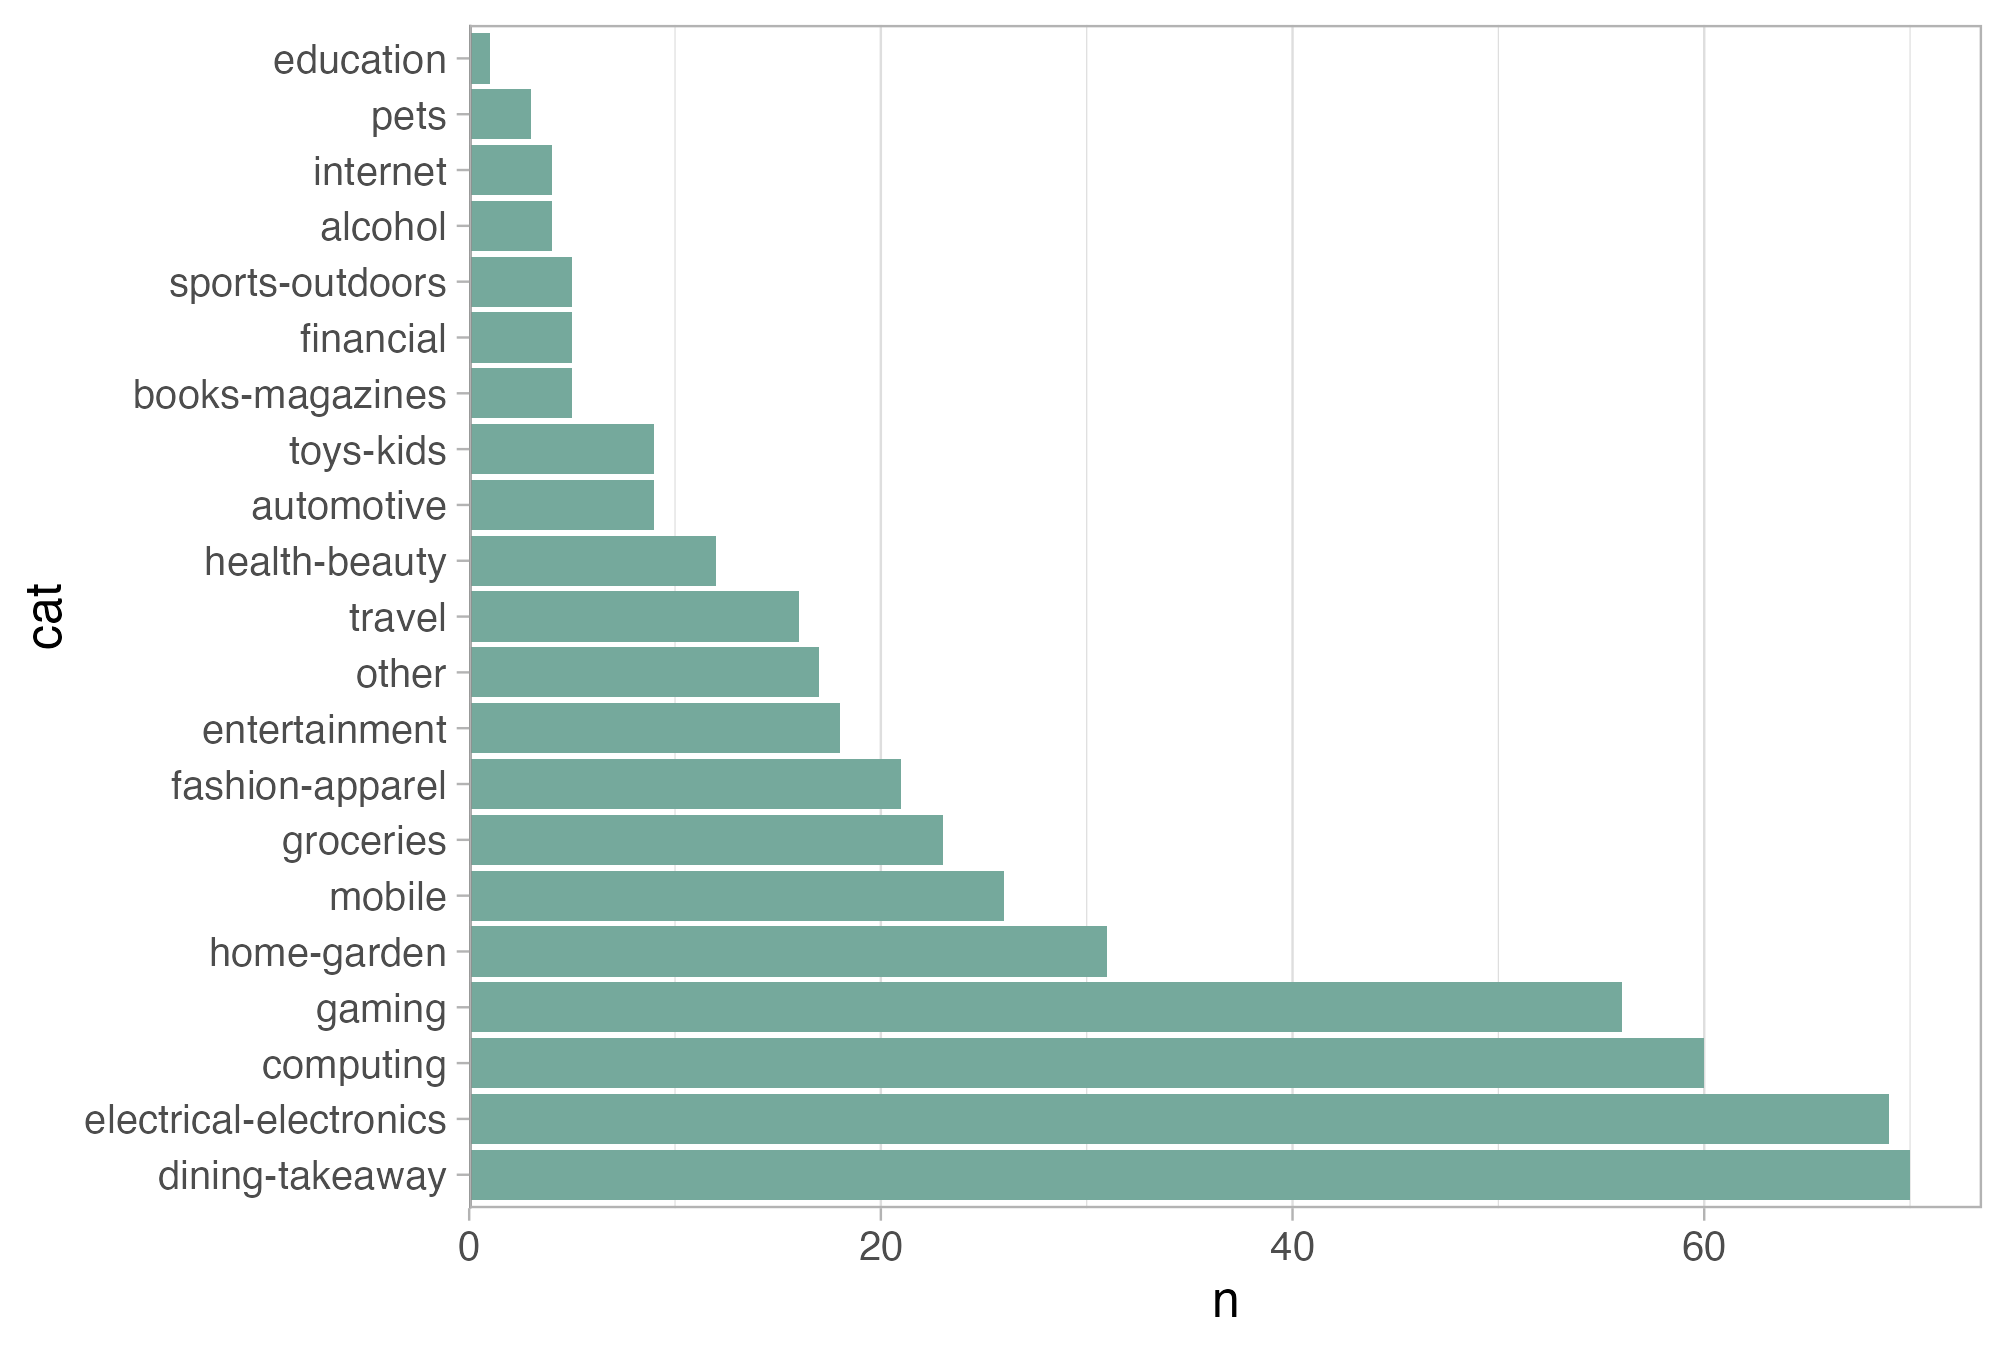 education
pets
internet
alcohol
sports-outdoors
financial
books-magazines
toys-kids
automotive
health-beauty
travel
other
entertainment
fashion-apparel
groceries
mobile
home-garden
gaming
computing
electrical-electronics
dining-takeaway
cat
0 20 40 60
n